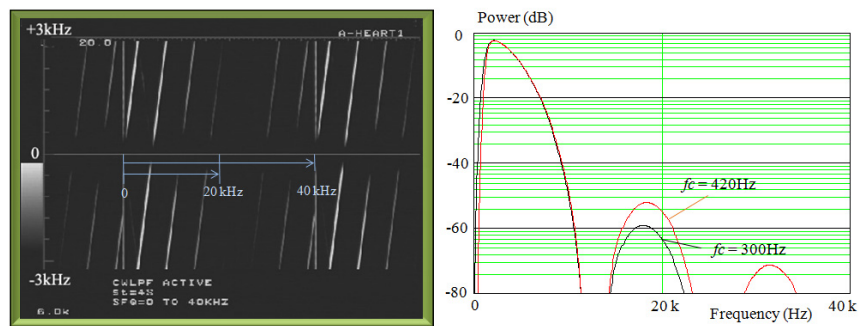 +3kHz
A-HEART1
20.0
0
0
20 kHz
40 kHz
-3kHz
CWLPF ACTIVE
St=4X
SFQ=0 TO 40KHZ
6.0k
Power (dB)
0
-20
-40
fc = 420Hz
-60
fc = 300Hz
-80
0
20 k
40 k
Frequency (Hz)